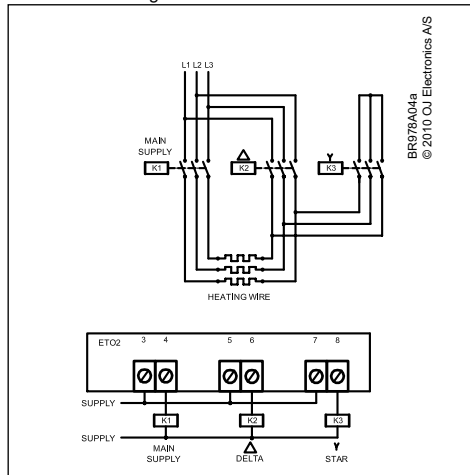 L1 L2 L3
MAIN
SUPPLY
K1
K2
K3
BR978A04a
© 2010 OJ Electronics A/S
HEATING WIRE
ETO2
3 4 5 6 7 8
SUPPLY
K1 K2 K3
SUPPLY
MAIN
SUPPLY
DELTA
STAR